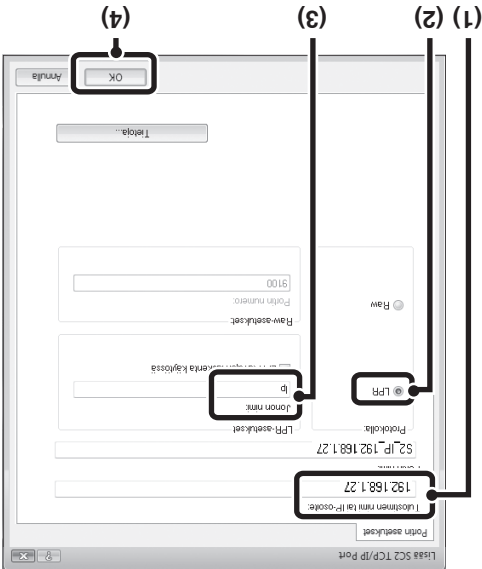 Lisää SC2 TCP/IP Port
Portin asetukset
Tulostimen nimi tai IP-osoite:
192.168.1.27
S2_IP_192.168.1.27
Protokolla:
LPR
Raw
LPR-asetukset
Jonon nimi:
lp
laskenta käytössä
Raw-asetukset
Portin numero:
9100
Tietoja...
OK
Annulla
(1) (2) (3) (4)